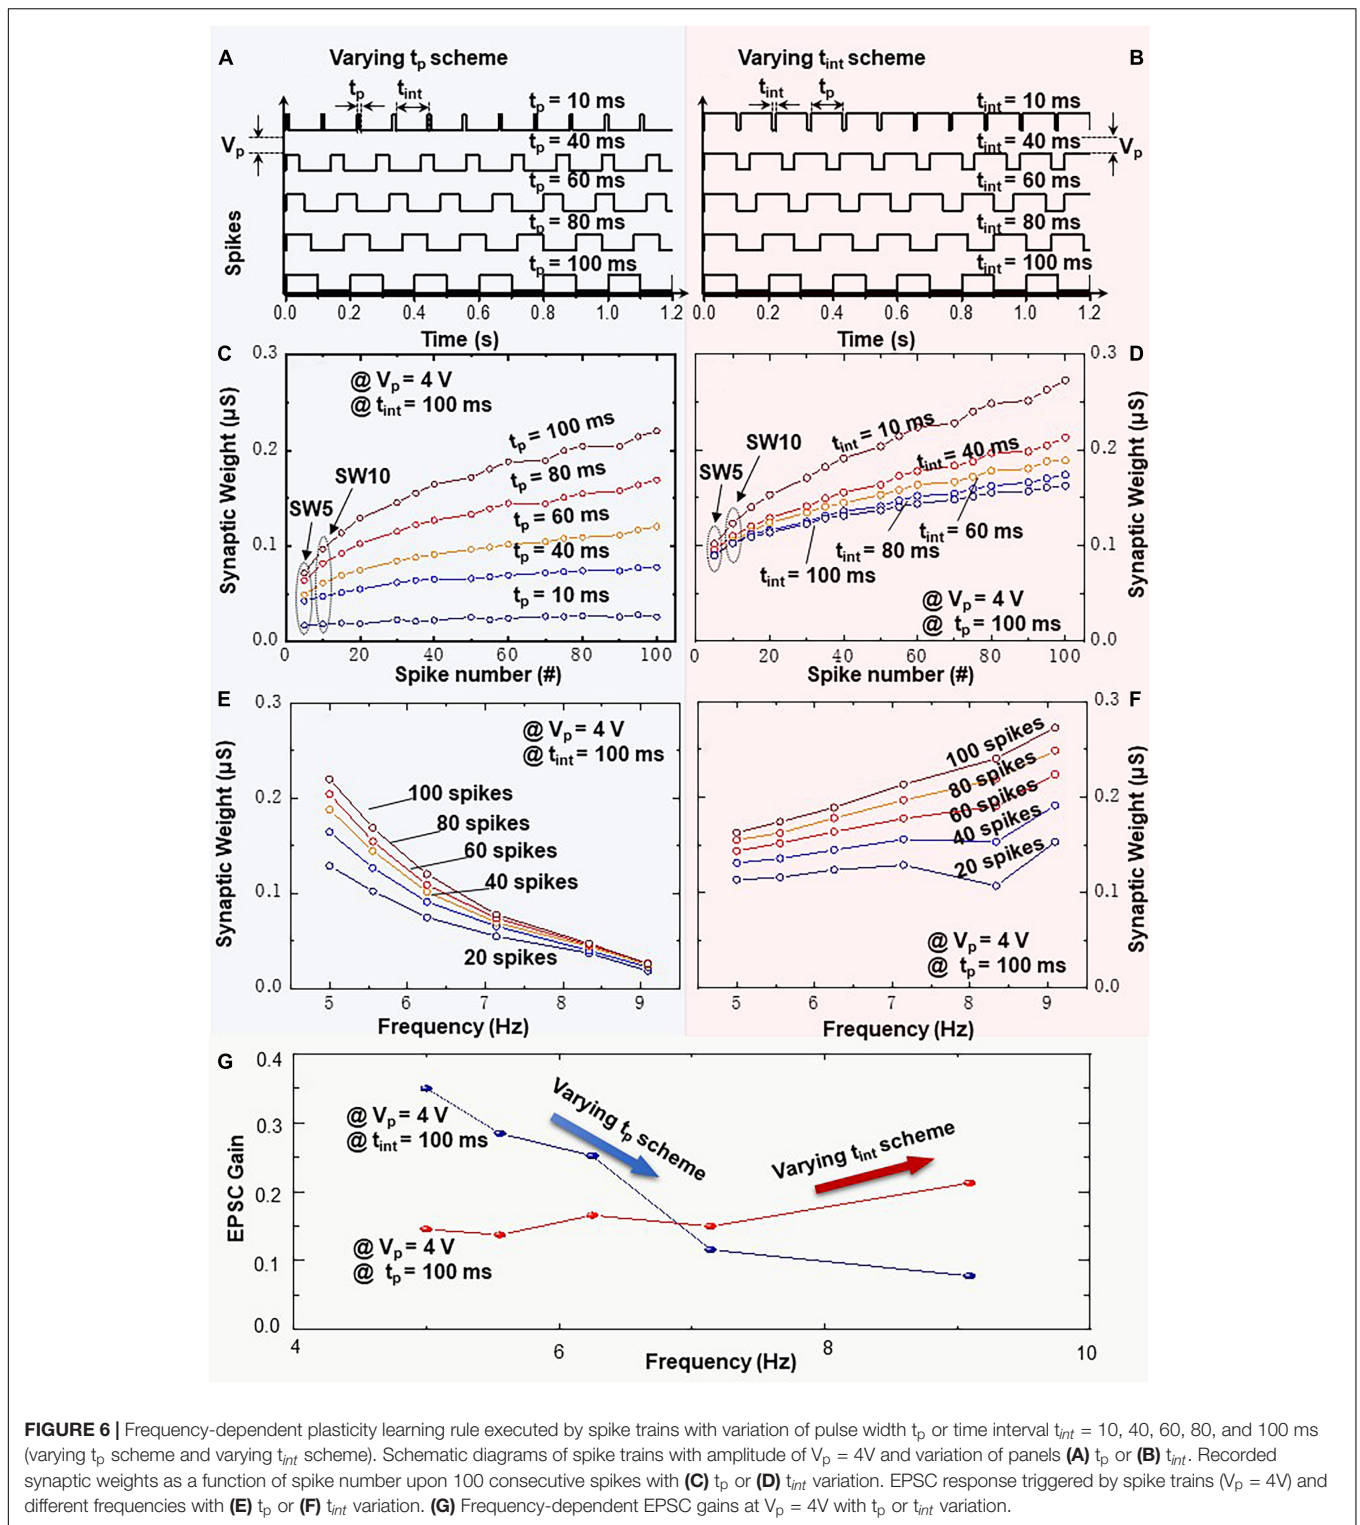 A
Varying tp scheme
tp
tint
tp = 10 ms
Vp
tp = 40 ms
tp = 60 ms
tp = 80 ms
tp = 100 ms
Spikes
0.0 0.2 0.4 0.6 0.8 1.0 1.2
Time (s)
B
Varying tint scheme
tint
tp
tint = 10 ms
tint = 40 ms
Vp
tint = 60 ms
tint = 80 ms
tint = 100 ms
0.0 0.2 0.4 0.6 0.8 1.0 1.2
Time (s)
C
0.3
0.2
0.1
0.0
Synaptic Weight (μS)
@ Vp = 4 V
@ tint = 100 ms
tp = 100 ms
SW10
tp = 80 ms
SW5
tp = 60 ms
tp = 40 ms
tp = 10 ms
0 20 40 60 80 100
Spike number (#)
D
0.3
0.2
0.1
0.0
Synaptic Weight (μS)
tint = 10 ms
SW10
tint = 40 ms
SW5
tint = 60 ms
tint = 80 ms
tint = 100 ms
@ Vp = 4 V
@ tp = 100 ms
0 20 40 60 80 100
Spike number (#)
E
0.3
0.2
0.1
0.0
Synaptic Weight (μS)
@ Vp = 4 V
@ tint = 100 ms
100 spikes
80 spikes
60 spikes
40 spikes
20 spikes
5 6 7 8 9
Frequency (Hz)
F
0.3
0.2
0.1
0.0
Synaptic Weight (μS)
100 spikes
80 spikes
60 spikes
40 spikes
20 spikes
@ Vp = 4 V
@ tp = 100 ms
5 6 7 8 9
Frequency (Hz)
G
0.4
0.3
0.2
0.1
0.0
EPSC Gain
@ Vp = 4 V
@ tint = 100 ms
Varying tp scheme
Varying tint scheme
@ Vp = 4 V
@ tp = 100 ms
4 6 8 10
Frequency (Hz)
FIGURE 6 | Frequency-dependent plasticity learning rule executed by spike trains with variation of pulse width tp or time interval tint = 10, 40, 60, 80, and 100 ms
(varying tp scheme and varying tint scheme). Schematic diagrams of spike trains with amplitude of Vp = 4V and variation of panels (A) tp or (B) tint. Recorded
synaptic weights as a function of spike number upon 100 consecutive spikes with (C) tp or (D) tint variation. EPSC response triggered by spike trains (Vp = 4V) and
different frequencies with (E) tp or (F) tint variation. (G) Frequency-dependent EPSC gains at Vp = 4V with tp or tint variation.